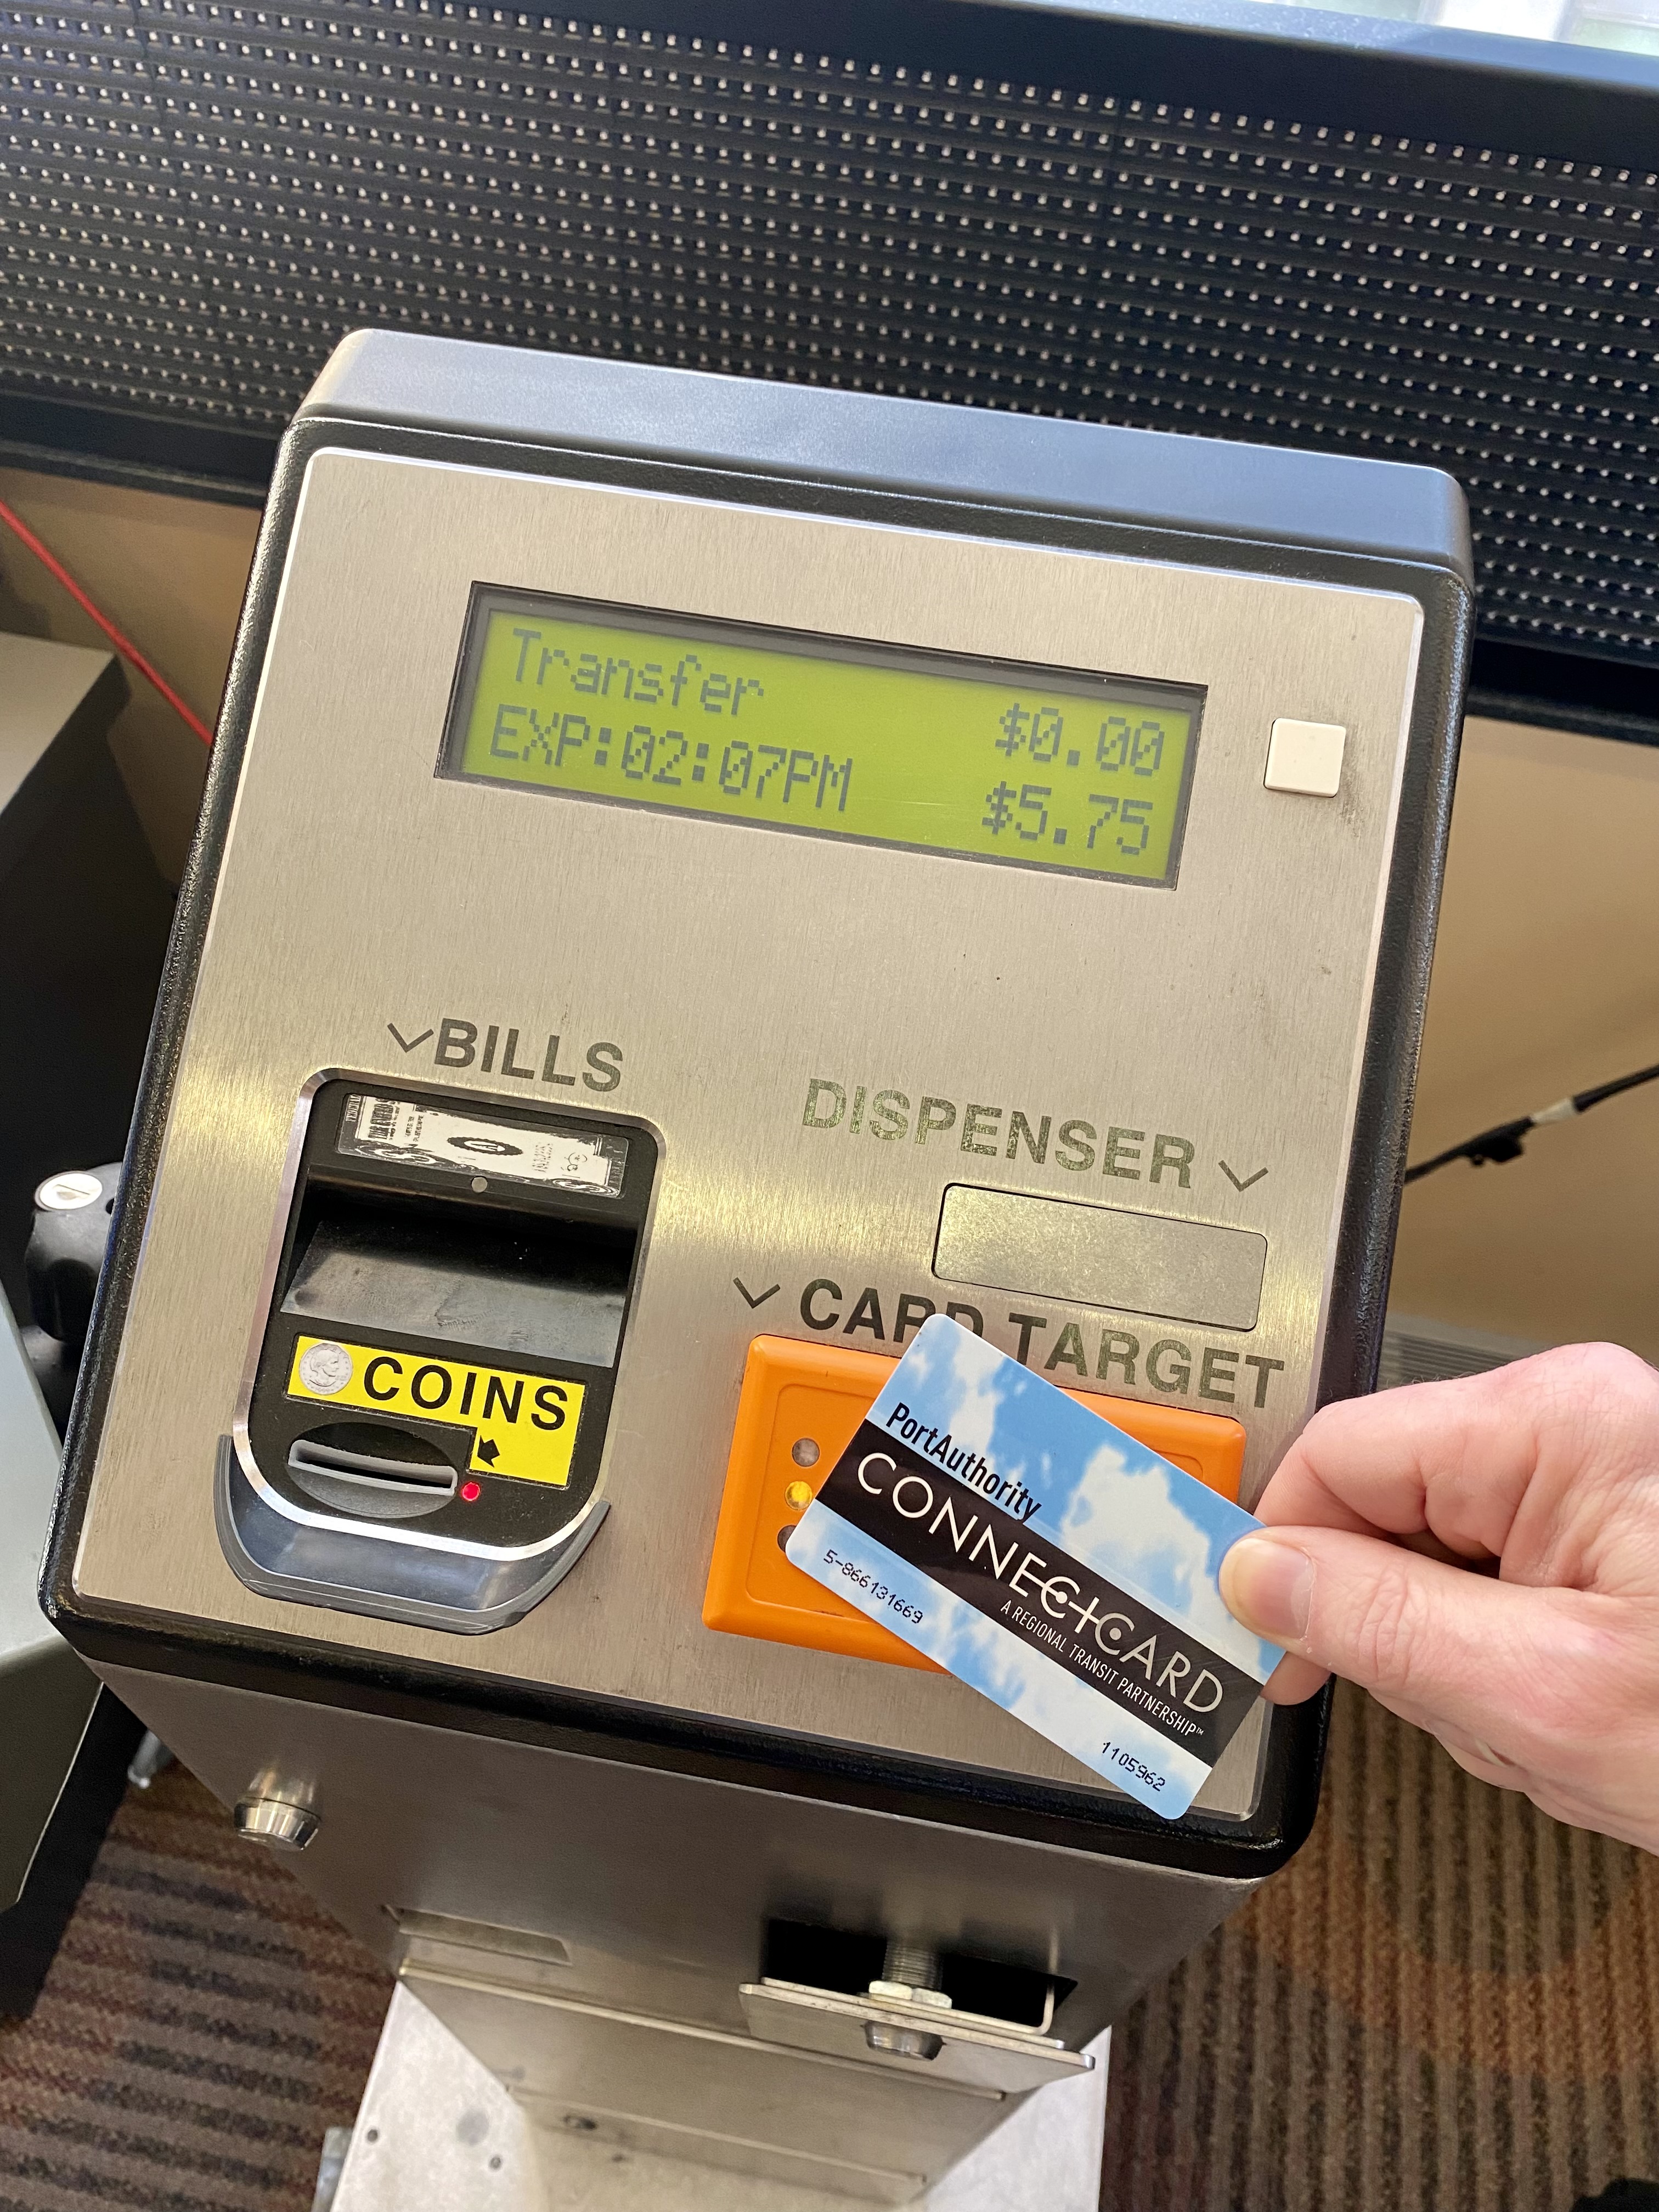 Transfer $0.00
EXP:02:07PM $5.75
BILLS
DISPENSER
CARD TARGET
COINS
PortAuthority
CONNECTCARD
A REGIONAL TRANSIT PARTNERSHIP™
5-866131669
1105962